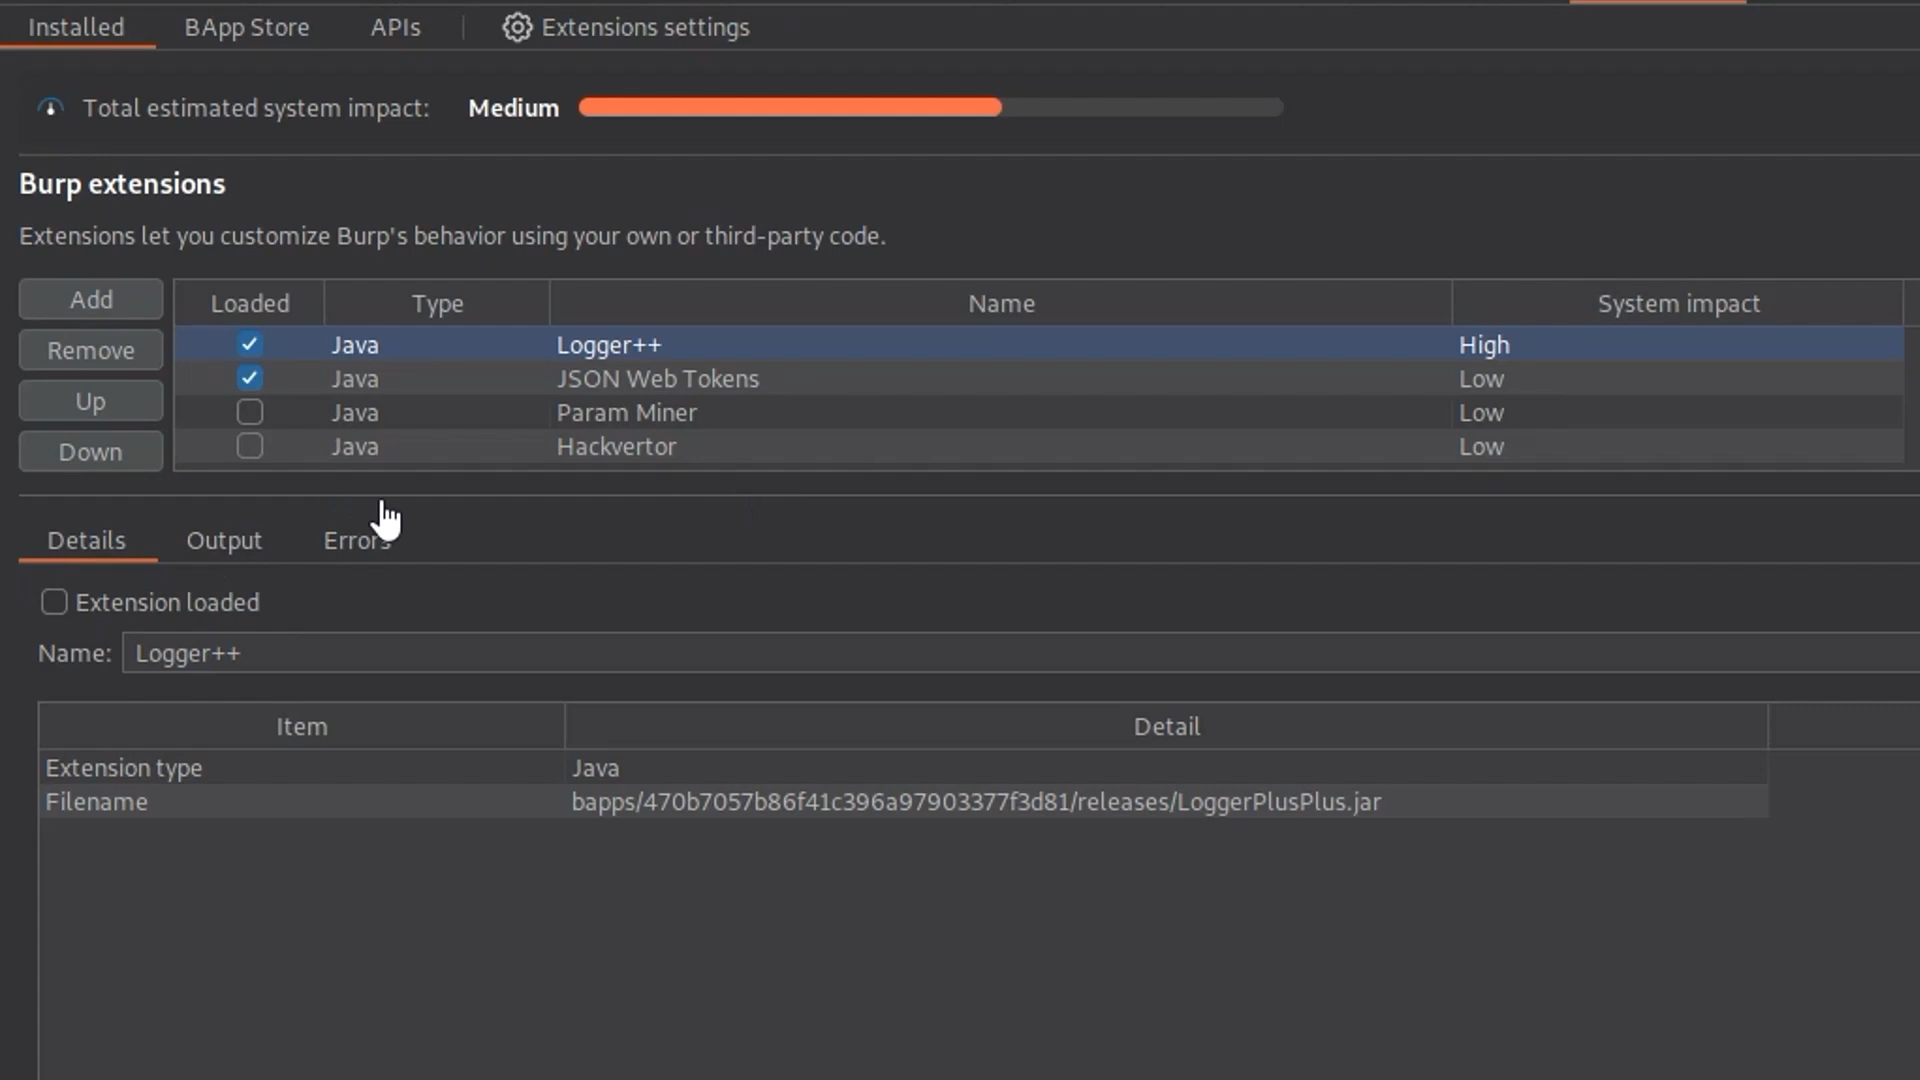 Installed BApp Store APIs Extensions settings
Total estimated system impact: Medium
Burp extensions
Extensions let you customize Burp's behavior using your own or third-party code.
Add
Remove
Up
Down
Loaded Type Name System impact
Java Logger++ High
Java JSON Web Tokens Low
Java Param Miner Low
Java Hackvertor Low
Details Output Errors
Extension loaded
Name: Logger++
Item Detail
Extension type Java
Filename bapps/470b7057b86f41c396a97903377f3d81/releases/LoggerPlusPlus.jar